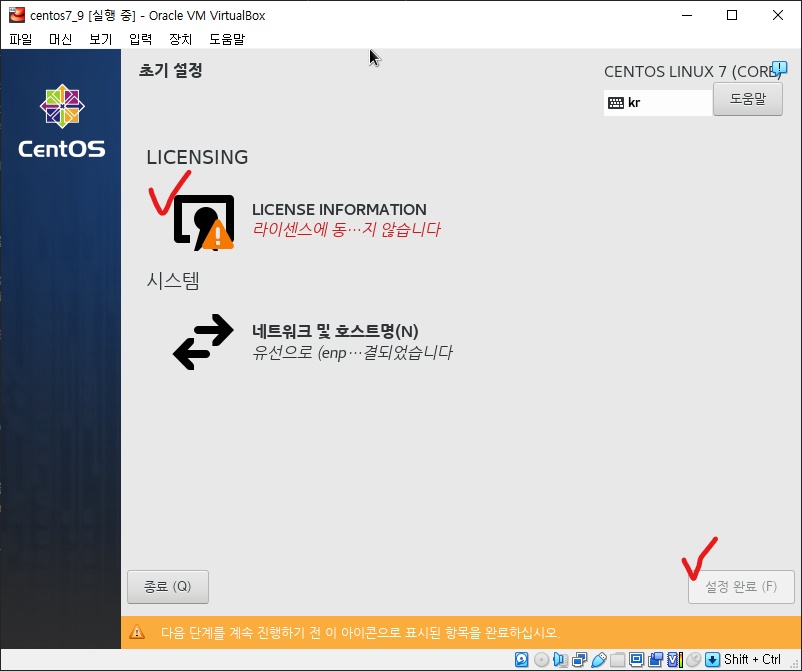 centos7_9 [실행 중] - Oracle VM VirtualBox
파일 머신 보기 입력 장치 도움말
초기 설정
CENTOS LINUX 7 (CORE)
kr
도움말
CentOS
LICENSING
LICENSE INFORMATION
라이센스에 동…지 않습니다
시스템
네트워크 및 호스트명(N)
유선으로 (enp…결되었습니다
종료 (Q)
설정 완료 (F)
다음 단계를 계속 진행하기 전 이 아이콘으로 표시된 항목을 완료하십시오.
Shift + Ctrl